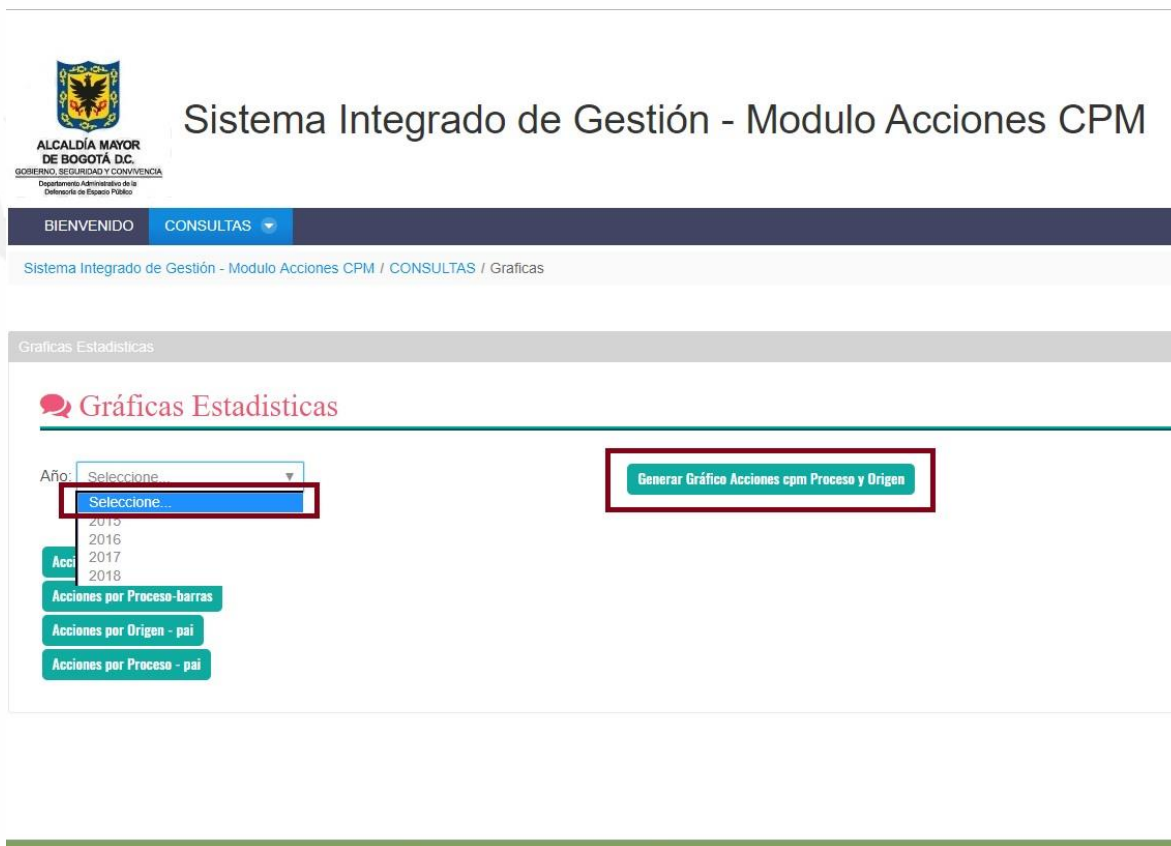 ALCALDÍA MAYOR
DE BOGOTÁ D.C.
GOBIERNO, SEGURIDAD Y CONVIVENCIA
Departamento Administrativo de la
Defensoría de Espacio Público
Sistema Integrado de Gestión - Modulo Acciones CPM
BIENVENIDO CONSULTAS
Sistema Integrado de Gestión - Modulo Acciones CPM / CONSULTAS / Graficas
Graficas Estadisticas
Gráficas Estadisticas
Año: Seleccione...
Generar Gráfico Acciones cpm Proceso y Origen
Seleccione...
2015
2016
2017
2018
Acci
Acciones por Proceso-barras
Acciones por Origen - pai
Acciones por Proceso - pai